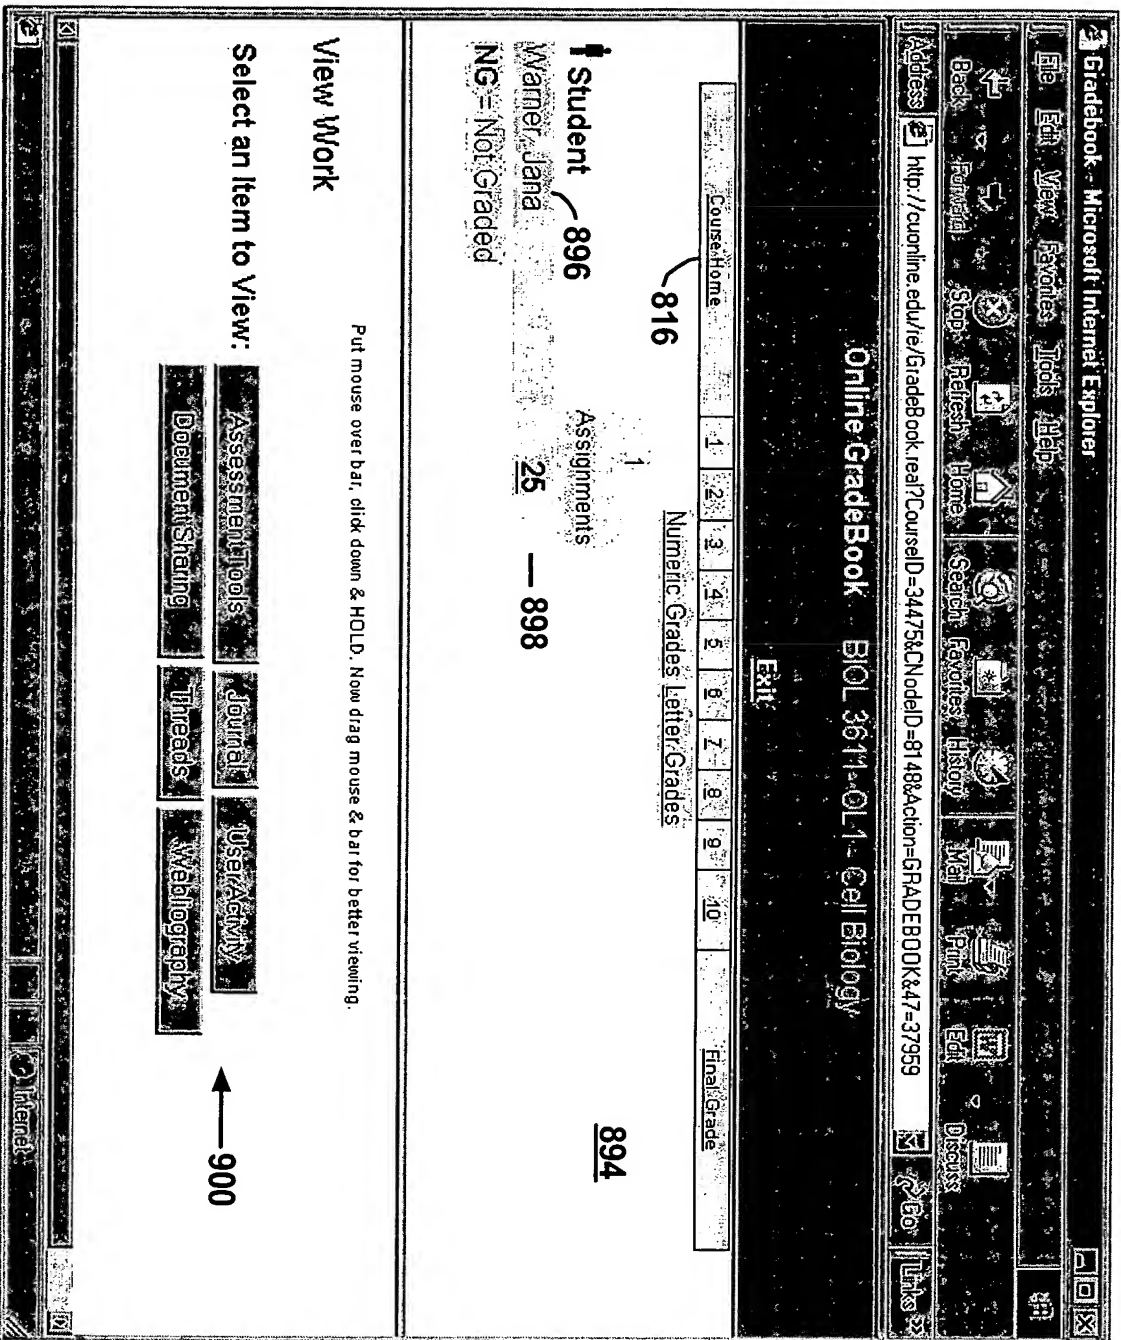 Gradebook - Microsoft Internet Explorer
File Edit View Favorites Tools Help
Back Forward Stop Refresh Home Search Favorites History Mail Print Edit Discuss
Address http://cuonline.edu/re/GradeBook.real?CourseID=34475&CNodeID=8148&Action=GRADEBOOK&47=37959 Go Links »
Online GradeBook BIOL 3611-OL1 - Cell Biology
Exit
Course Home 1 2 3 4 5 6 7 8 9 10 Final Grade
816
Numeric Grades Letter Grades
894
1
Student Assignments
896
Warner, Jana 25 898
NG = Not Graded
Put mouse over bar, click down & HOLD. Now drag mouse & bar for better viewing.
View Work
Select an Item to View: Assessment Tools Journal User Activity
900
Document Sharing Threads Webliography
Internet